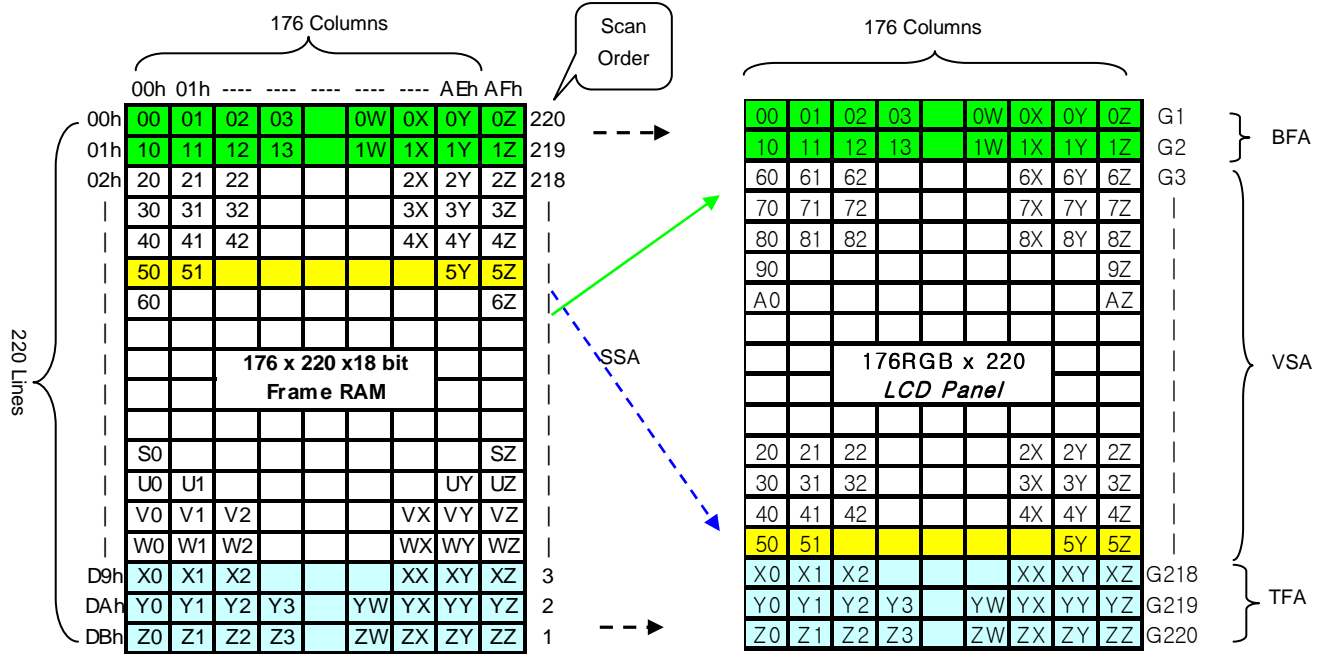 176 Columns
Scan
Order
176 Columns
00h 01h ---- ---- ---- ---- ---- AEh AFh
00h 00 01 02 03 0W 0X 0Y 0Z 220
01h 10 11 12 13 1W 1X 1Y 1Z 219
02h 20 21 22 2X 2Y 2Z 218
30 31 32 3X 3Y 3Z
40 41 42 4X 4Y 4Z
50 51 5Y 5Z
60 6Z
220 Lines
176 x 220 x18 bit
Frame RAM
S0 SZ
U0 U1 UY UZ
V0 V1 V2 VX VY VZ
W0 W1 W2 WX WY WZ
D9h X0 X1 X2 XX XY XZ 3
DAh Y0 Y1 Y2 Y3 YW YX YY YZ 2
DBh Z0 Z1 Z2 Z3 ZW ZX ZY ZZ 1
SSA
00 01 02 03 0W 0X 0Y 0Z G1
10 11 12 13 1W 1X 1Y 1Z G2
BFA
60 61 62 6X 6Y 6Z G3
70 71 72 7X 7Y 7Z
80 81 82 8X 8Y 8Z
90 9Z
A0 AZ
176RGB x 220
LCD Panel
VSA
20 21 22 2X 2Y 2Z
30 31 32 3X 3Y 3Z
40 41 42 4X 4Y 4Z
50 51 5Y 5Z
X0 X1 X2 XX XY XZ G218
Y0 Y1 Y2 Y3 YW YX YY YZ G219
TFA
Z0 Z1 Z2 Z3 ZW ZX ZY ZZ G220